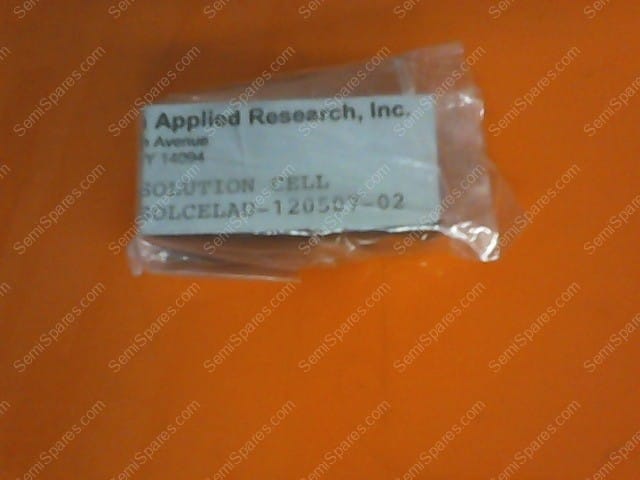 Applied Research, Inc.
Avenue
Y 14094
SOLUTION CELL
SOLCELAD-120507-02
SemiSpares.com